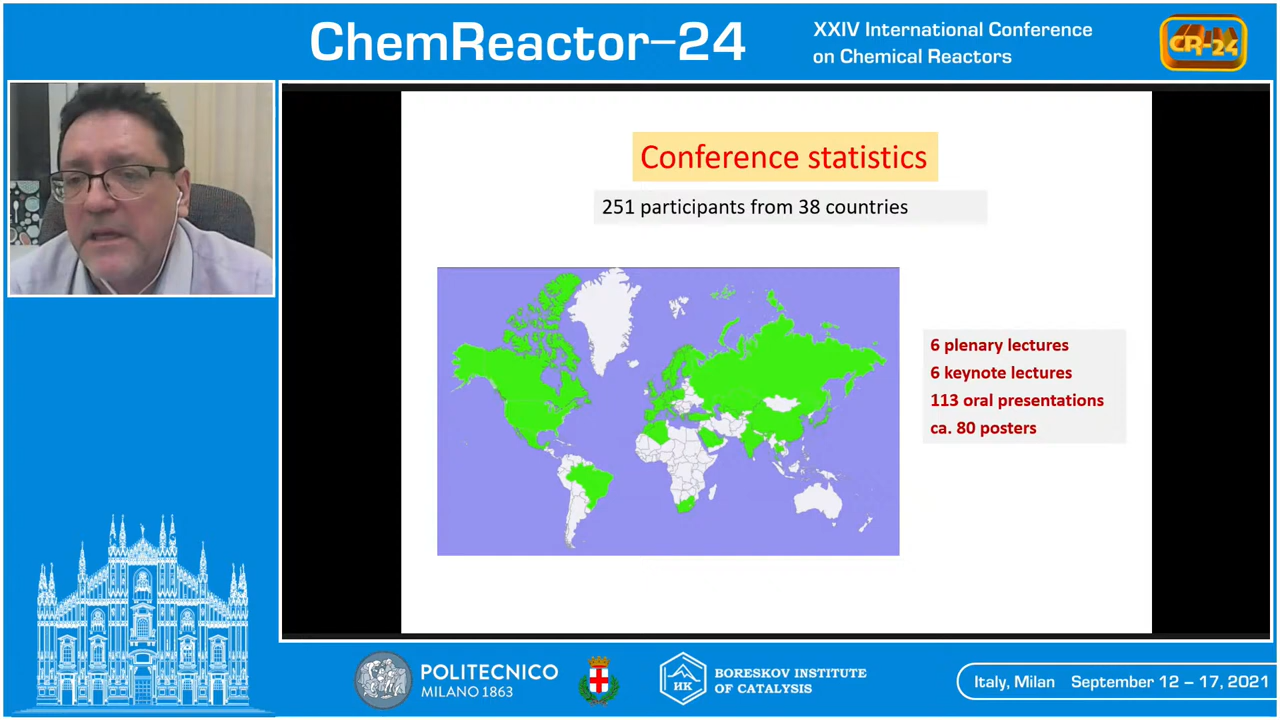 ChemReactor-24
XXIV International Conference
on Chemical Reactors
CR-24
Conference statistics
251 participants from 38 countries
6 plenary lectures
6 keynote lectures
113 oral presentations
ca. 80 posters
POLITECNICO
MILANO 1863
НК
BORESKOV INSTITUTE
OF CATALYSIS
Italy, Milan September 12 – 17, 2021